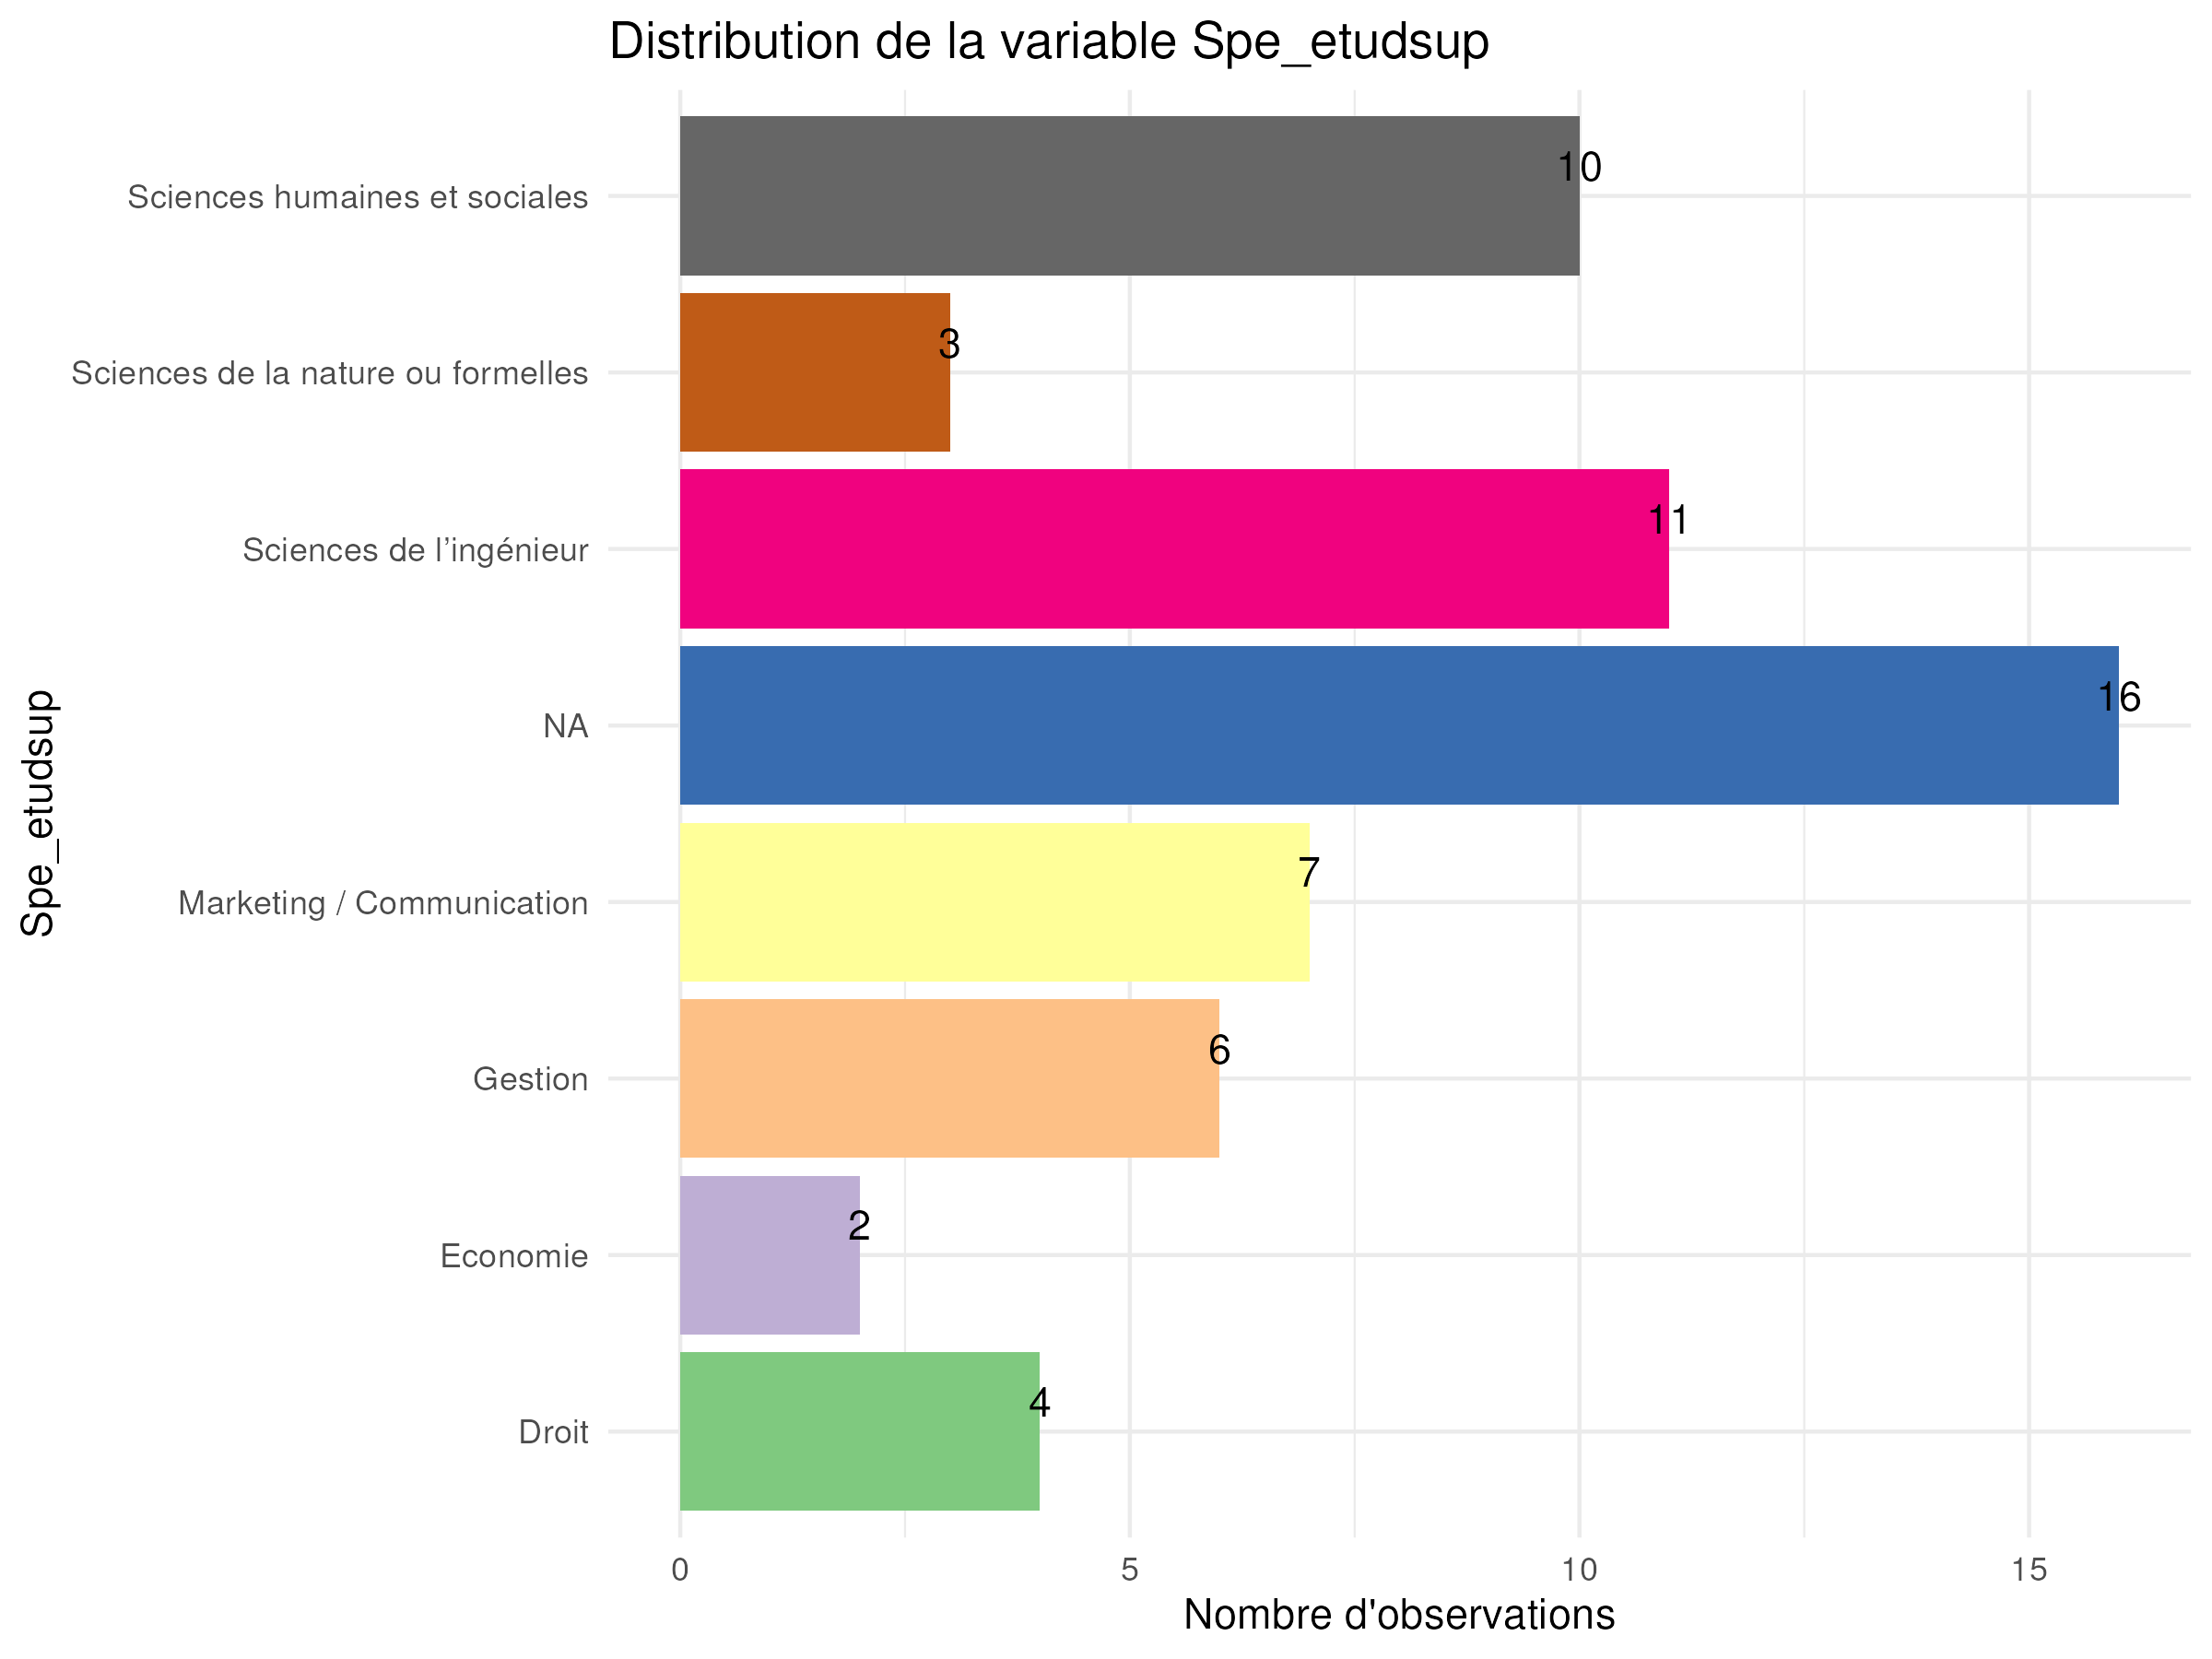 Distribution de la variable Spe_etudsup
Spe_etudsup
Sciences humaines et sociales
10
Sciences de la nature ou formelles
3
Sciences de l’ingénieur
11
NA
16
Marketing / Communication
7
Gestion
6
Economie
2
Droit
4
0 5 10 15
Nombre d'observations